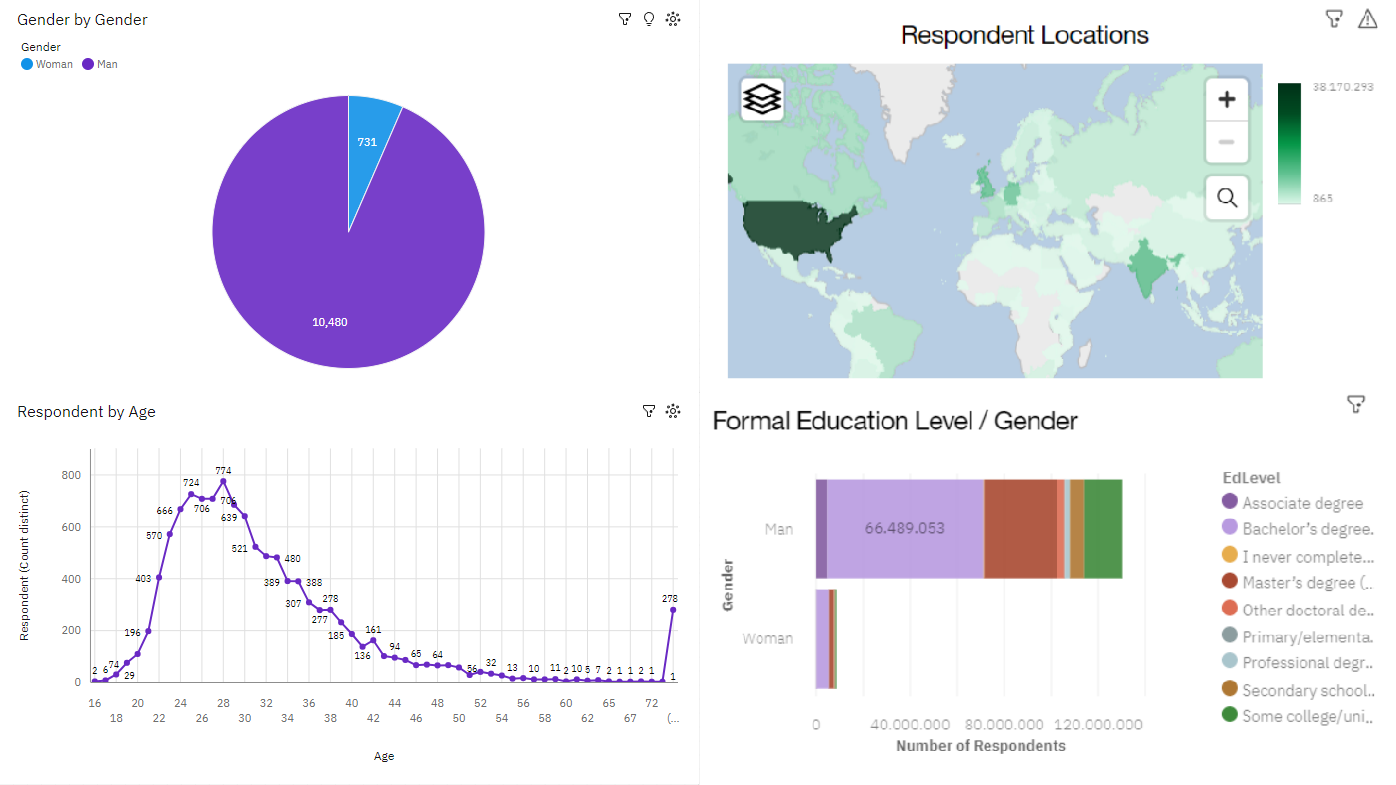 Gender by Gender
Gender
Woman Man
731
10,480
Respondent Locations
38.170.293
865
Respondent by Age
Respondent (Count distinct)
800
600
400
200
0
2 6 74 29 196 403 570 666 724 706 774 706 639 521 480 389 388 307 278 277 185 161 136 94 65 64 56 32 13 10 11 2 10 5 7 2 1 1 2 1 278 1
16 20 24 28 32 36 40 44 48 52 56 60 65 72
18 22 26 30 34 38 42 46 50 54 58 62 67 (...
Age
Formal Education Level / Gender
Gender
Man
66.489.053
Woman
0 40.000.000 80.000.000 120.000.000
Number of Respondents
EdLevel
Associate degree
Bachelor's degree..
I never complete...
Master's degree (..
Other doctoral de..
Primary/elementa.
Professional degr..
Secondary school..
Some college/uni,..